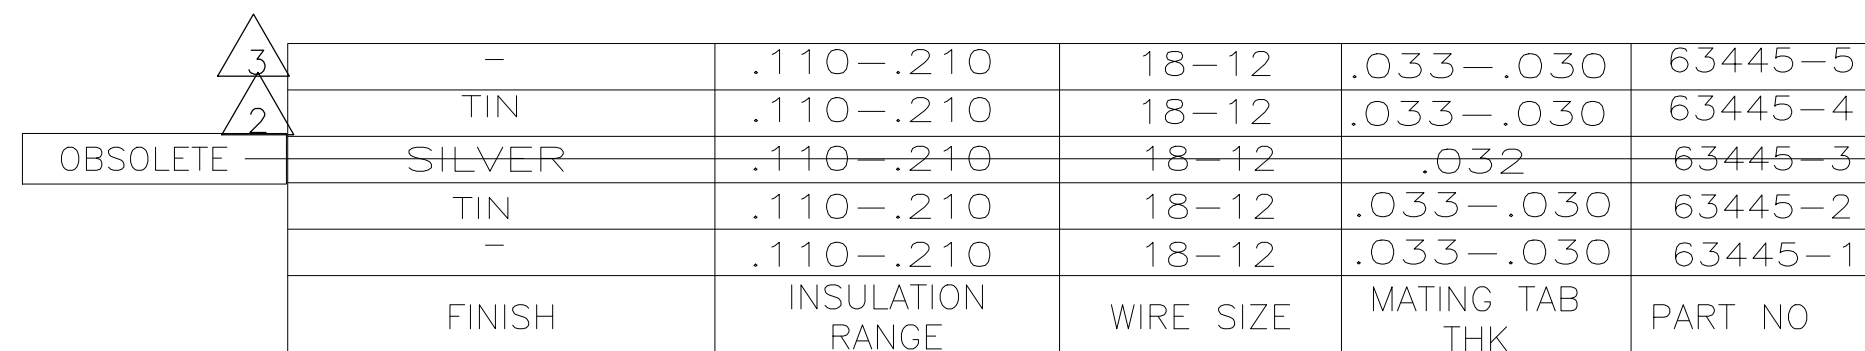 3
- .110-.210 18-12 .033-.030 63445-5
2
TIN .110-.210 18-12 .033-.030 63445-4
OBSOLETE SILVER .110-.210 18-12 .032 63445-3
TIN .110-.210 18-12 .033-.030 63445-2
- .110-.210 18-12 .033-.030 63445-1
FINISH INSULATION RANGE WIRE SIZE MATING TAB THK PART NO